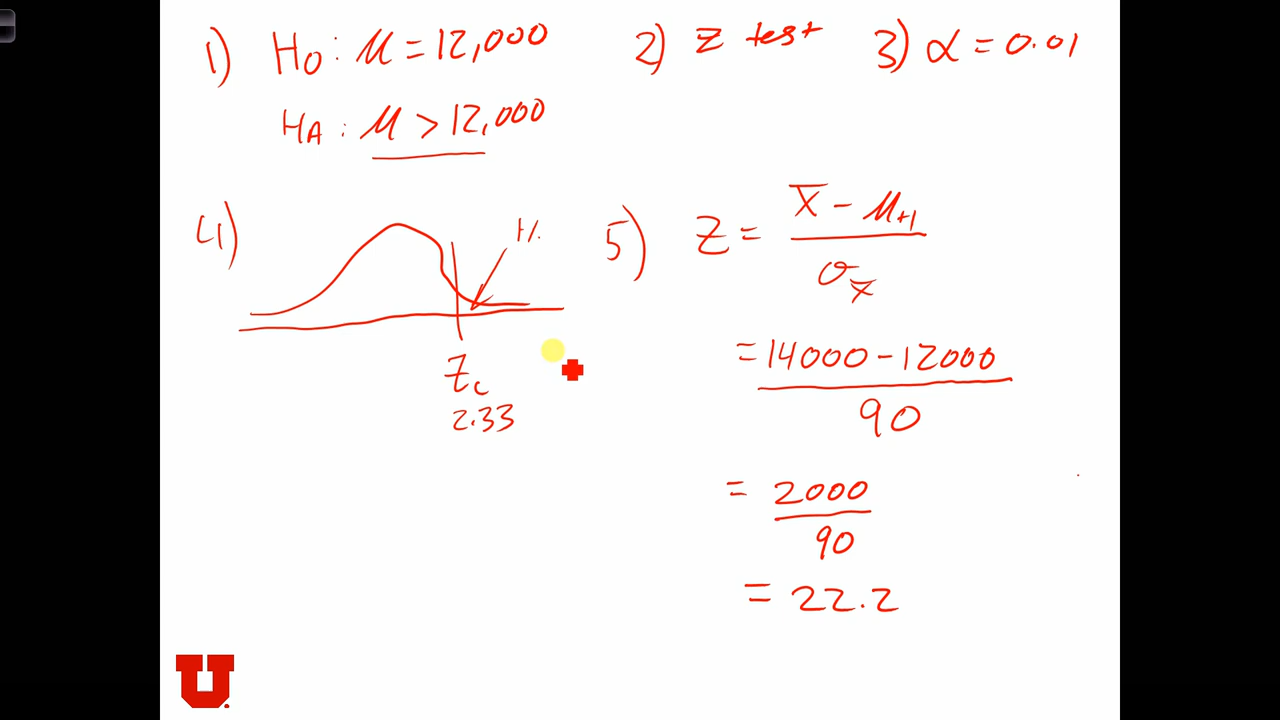 1) H0 : μ = 12,000
HA : μ > 12,000
2) Z test
3) α = 0.01
4)
1%
Zc
2.33
5) Z = x̄ - μH
σx̄
= 14000 - 12000
90
= 2000
90
= 22.2
U